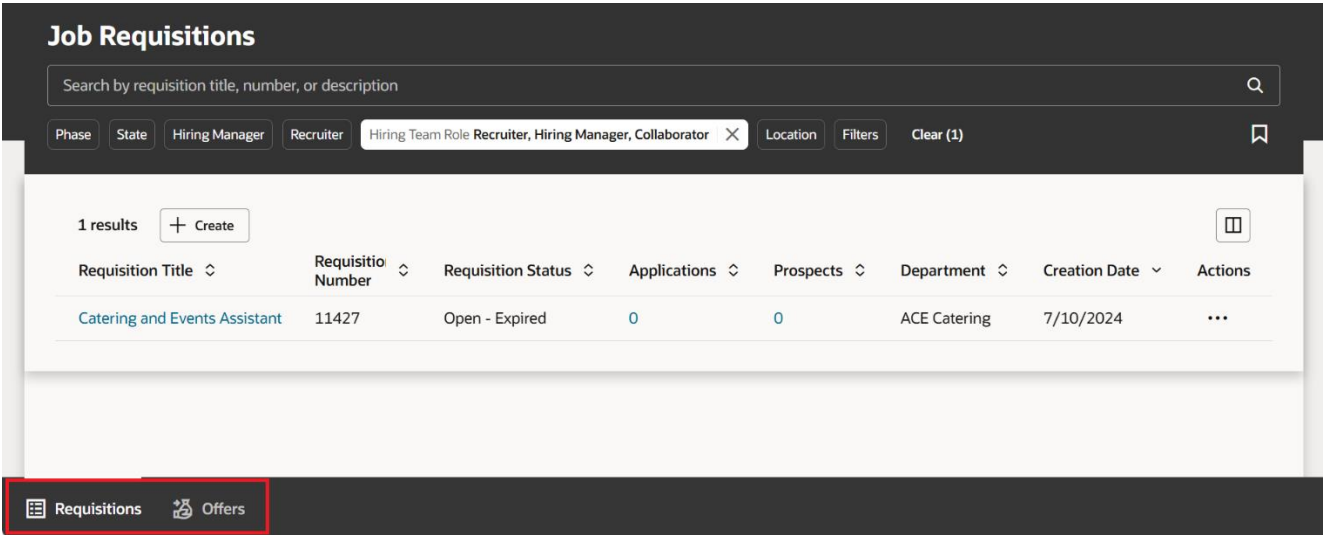 Job Requisitions
Search by requisition title, number, or description
Phase State Hiring Manager Recruiter Hiring Team Role Recruiter, Hiring Manager, Collaborator Location Filters Clear (1)
1 results Create
Requisition Title Requisitio Number Requisition Status Applications Prospects Department Creation Date Actions
Catering and Events Assistant 11427 Open - Expired 0 0 ACE Catering 7/10/2024
Requisitions Offers